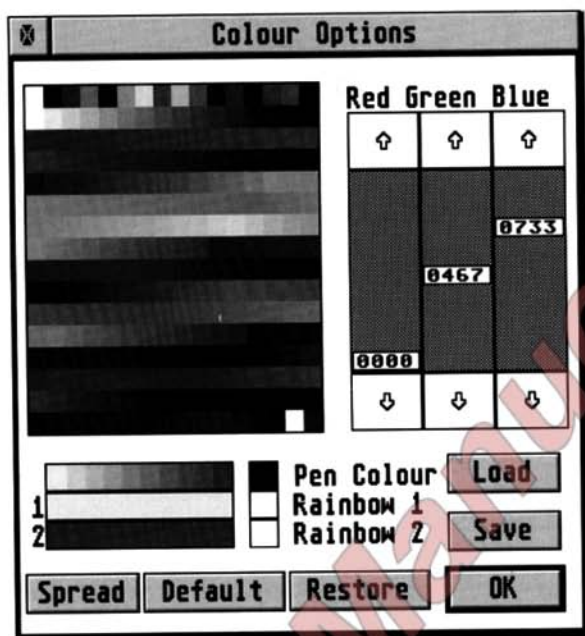 Colour Options
Red Green Blue
0733
0467
0000
Pen Colour
Load
1
Rainbow 1
2
Rainbow 2
Save
Spread
Default
Restore
OK
Manu